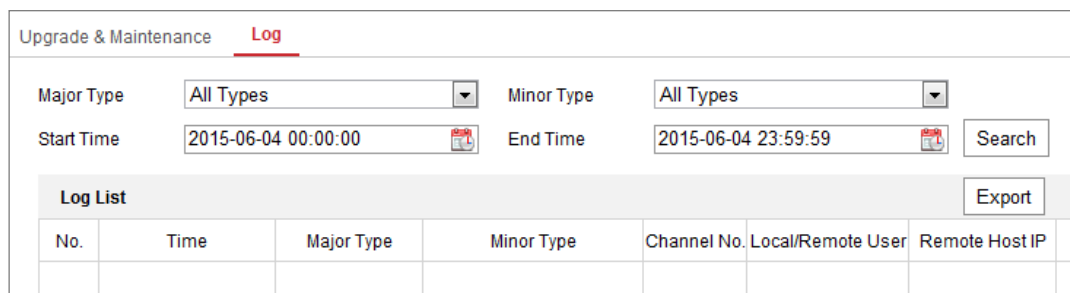 Upgrade & Maintenance Log
Major Type All Types Minor Type All Types
Start Time 2015-06-04 00:00:00 End Time 2015-06-04 23:59:59 Search
Log List Export
No. Time Major Type Minor Type Channel No. Local/Remote User Remote Host IP